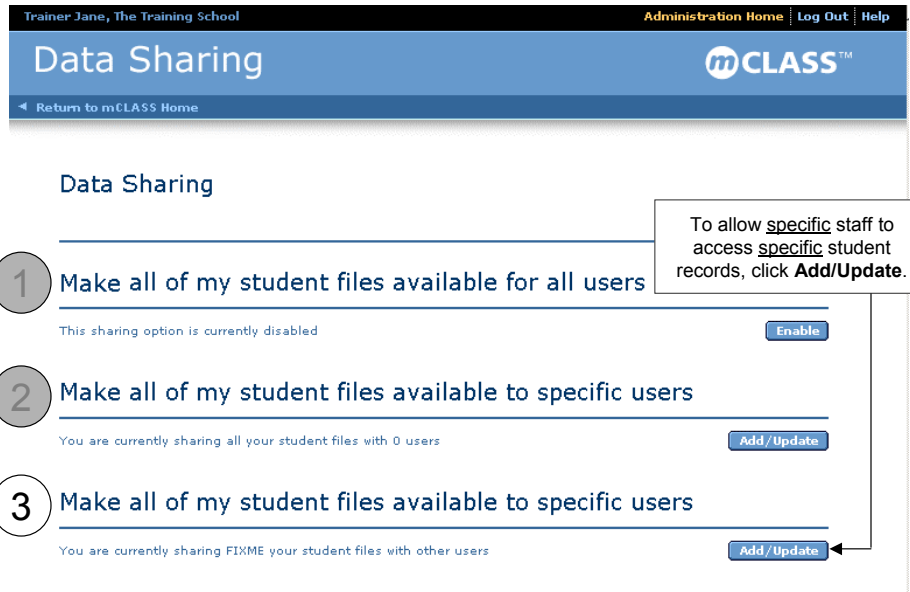 Trainer Jane, The Training School Administration Home Log Out Help
Data Sharing mCLASS™
Return to mCLASS Home
Data Sharing
To allow specific staff to
access specific student
records, click Add/Update.
1 Make all of my student files available for all users
This sharing option is currently disabled Enable
2 Make all of my student files available to specific users
You are currently sharing all your student files with 0 users Add/Update
3 Make all of my student files available to specific users
You are currently sharing FIXME your student files with other users Add/Update